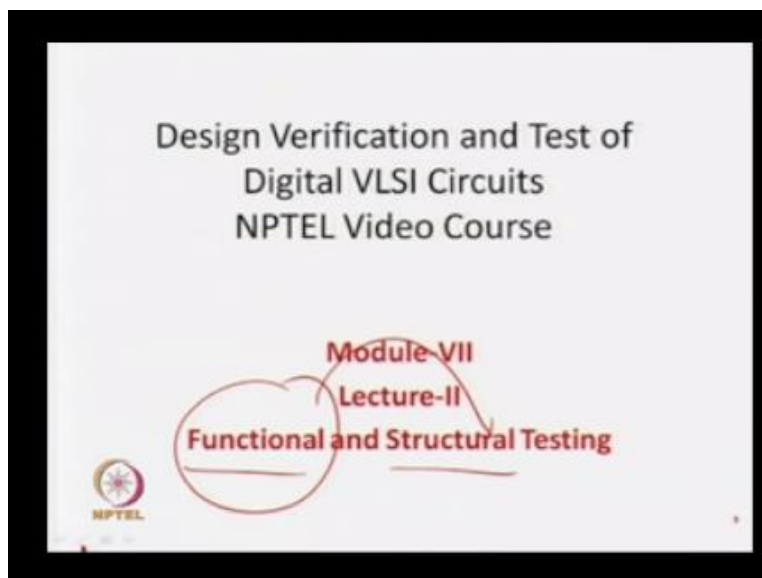 Design Verification and Test of
Digital VLSI Circuits
NPTEL Video Course
Module-VII
Lecture-II
Functional and Structural Testing
NPTEL